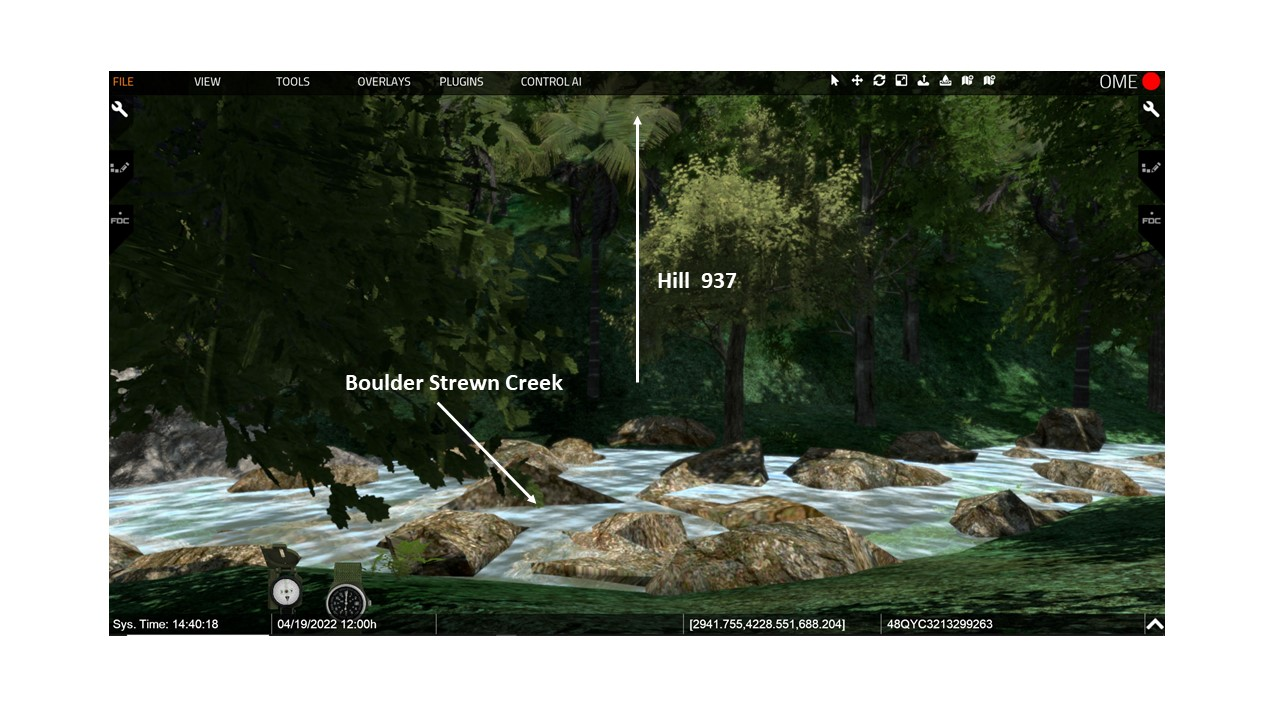 FILE VIEW TOOLS OVERLAYS PLUGINS CONTROL AI OME
FDC FDC
Hill 937
Boulder Strewn Creek
Sys. Time: 14:40:18 04/19/2022 12:00h [2941.755,4228.551,688.204] 48QYC3213299263